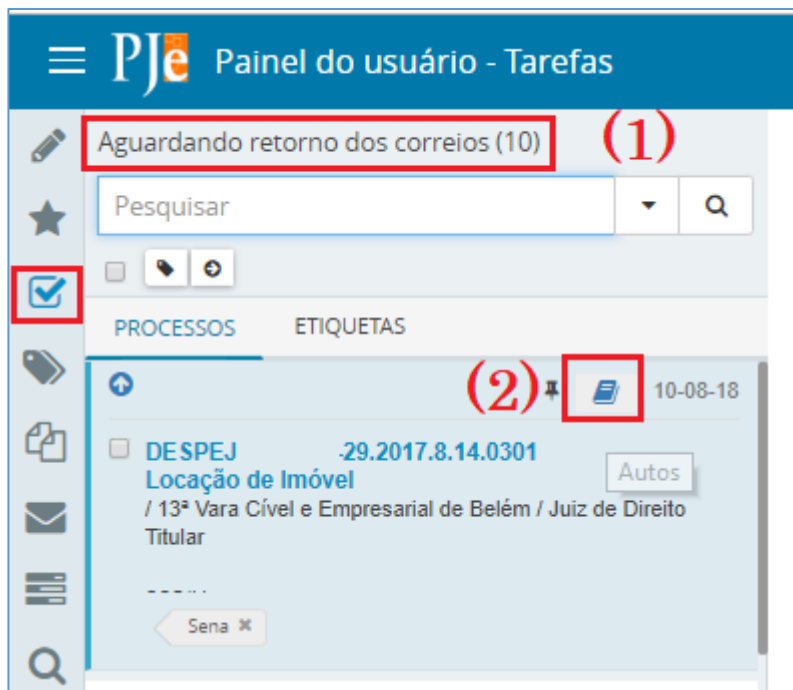 PJe Painel do usuário - Tarefas
Aguardando retorno dos correios (10) (1)
Pesquisar
PROCESSOS ETIQUETAS
(2) 10-08-18
DESPEJ -29.2017.8.14.0301
Locação de Imóvel
Autos
/ 13ª Vara Cível e Empresarial de Belém / Juiz de Direito
Titular
Sena ✖